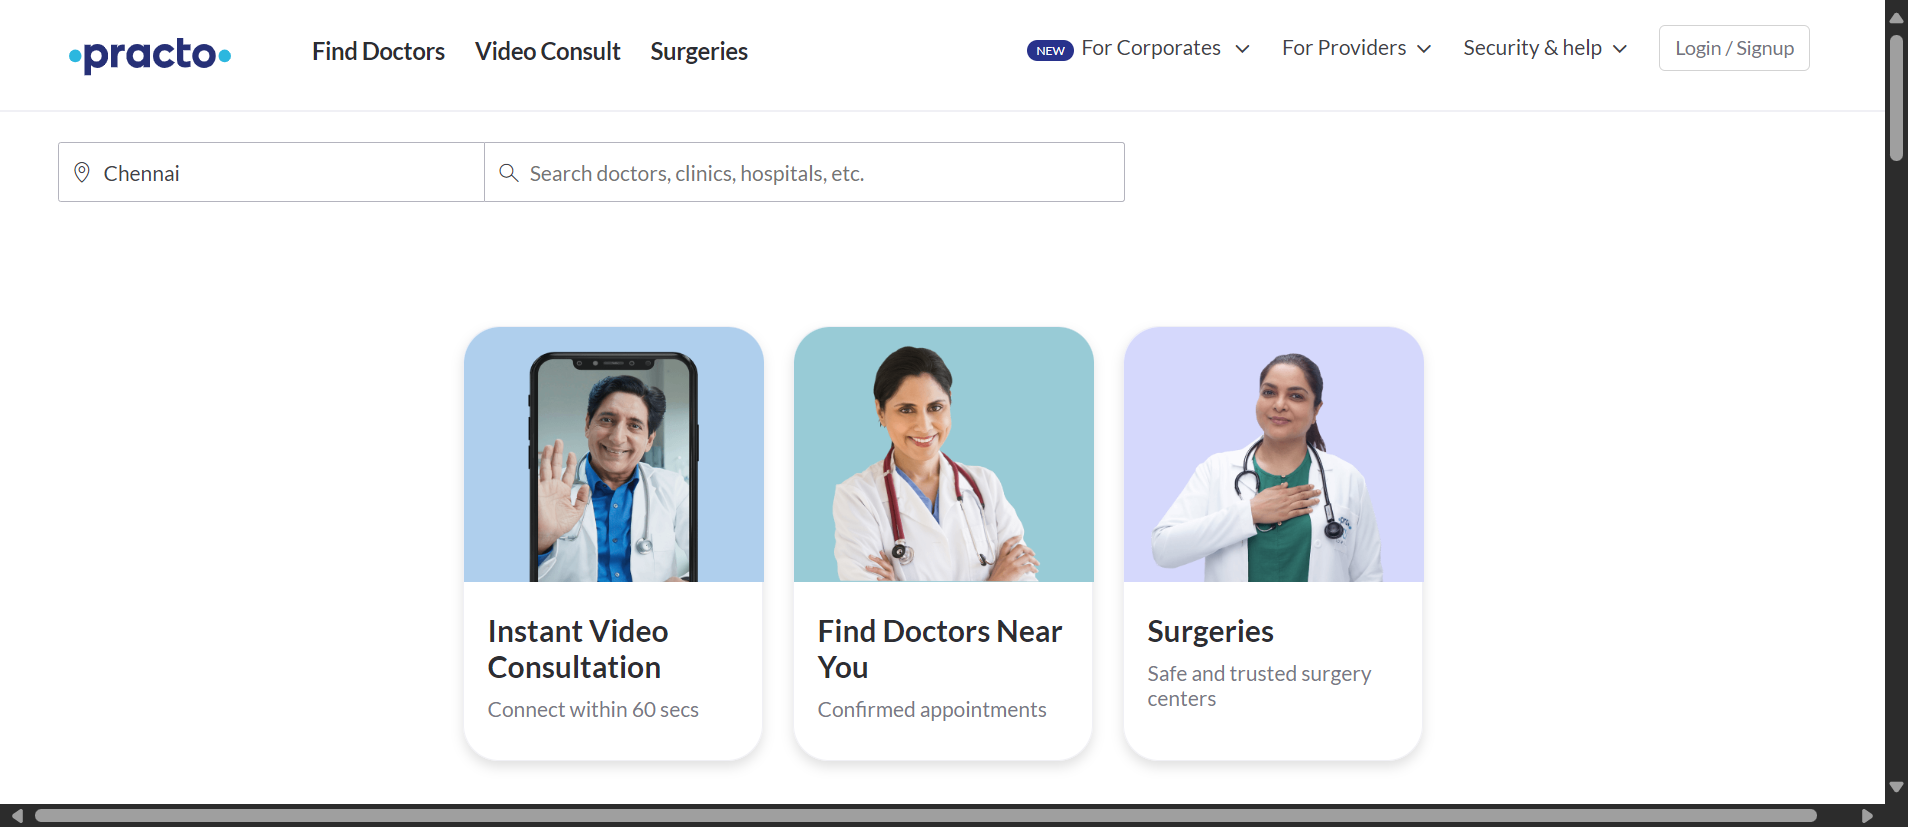 practo
Find Doctors
Video Consult
Surgeries
NEW
For Corporates
For Providers
Security & help
Login / Signup
Chennai
Search doctors, clinics, hospitals, etc.
Instant Video
Consultation
Connect within 60 secs
Find Doctors Near
You
Confirmed appointments
Surgeries
Safe and trusted surgery
centers